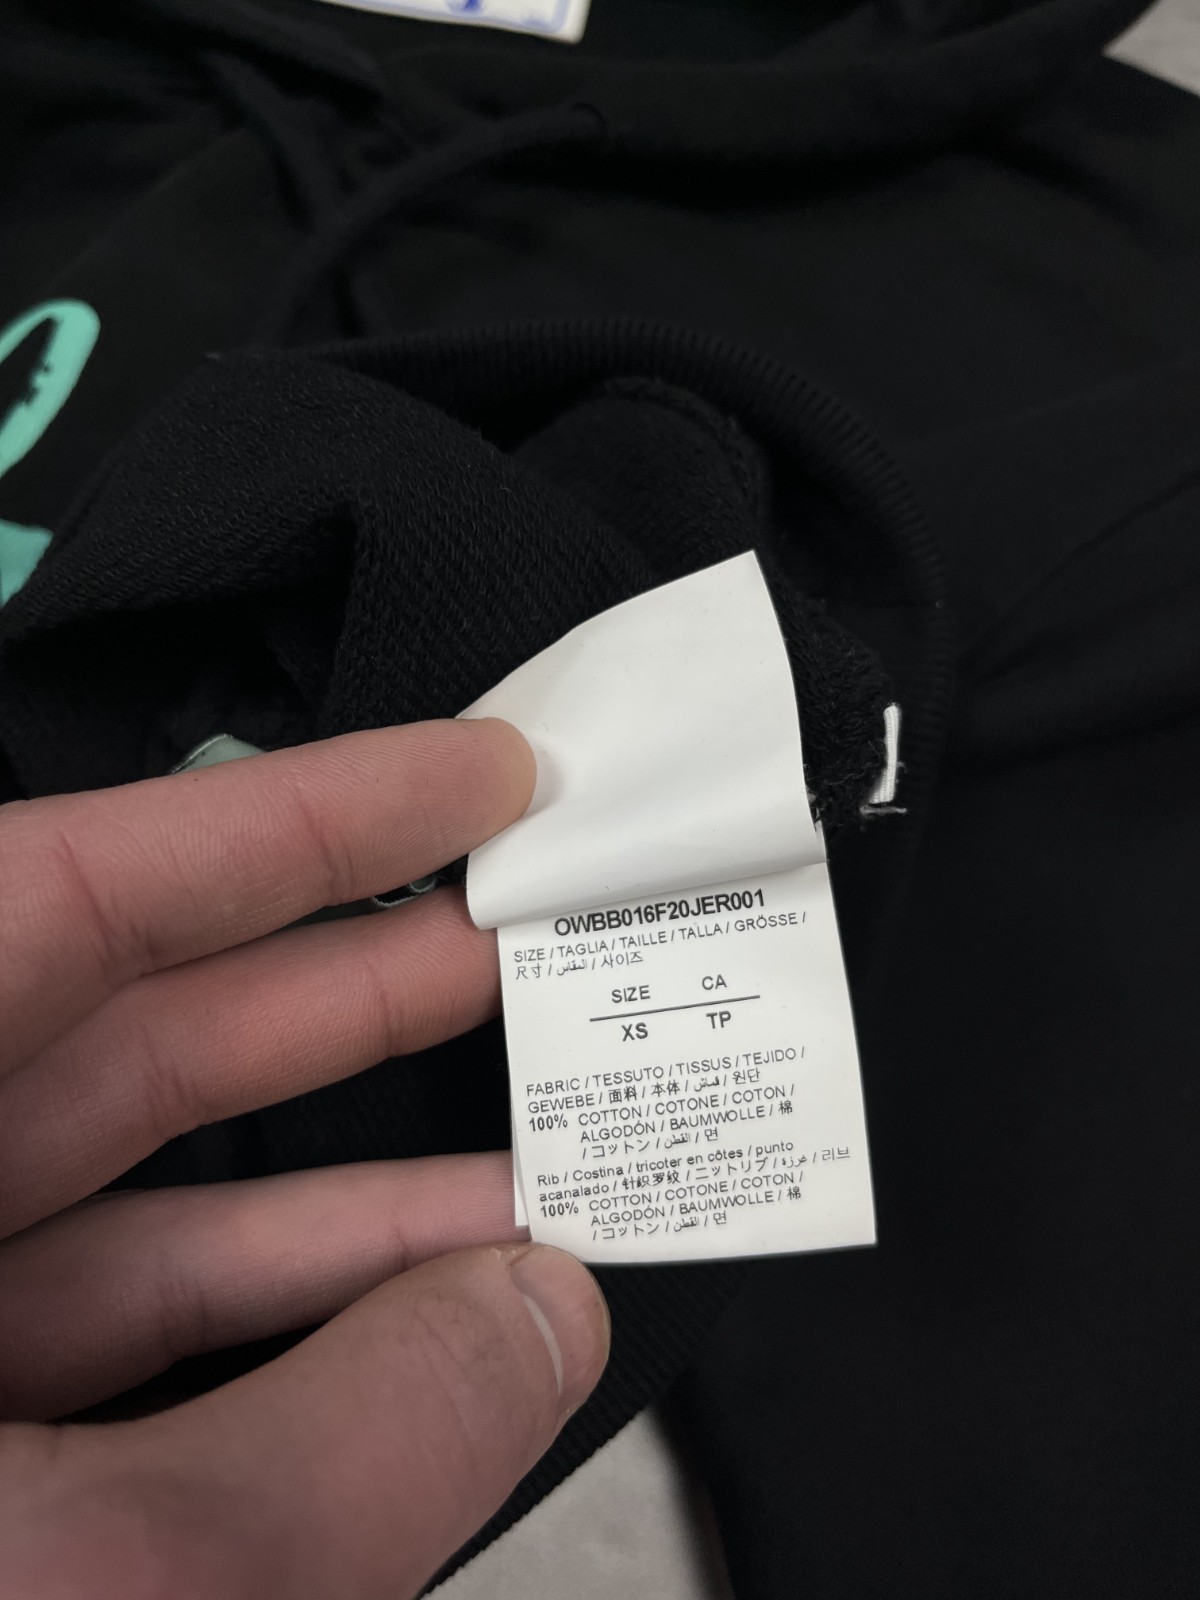 OWBB016F20JER001
SIZE / TAGLIA / TAILLE / TALLA / GRÖSSE /
尺寸 / المقاس / 사이즈
SIZE CA
XS TP
FABRIC / TESSUTO / TISSUS / TEJIDO /
GEWEBE / 面料 / 本体 / قماش / 원단
100% COTTON / COTONE / COTON /
ALGODÓN / BAUMWOLLE / 棉
/ コットン / القطن / 면
Rib / Costina / tricoter en côtes / punto
acanalado / 针织罗纹 / ニットリブ / غرزة / 리브
100% COTTON / COTONE / COTON /
ALGODÓN / BAUMWOLLE / 棉
/ コットン / القطن / 면